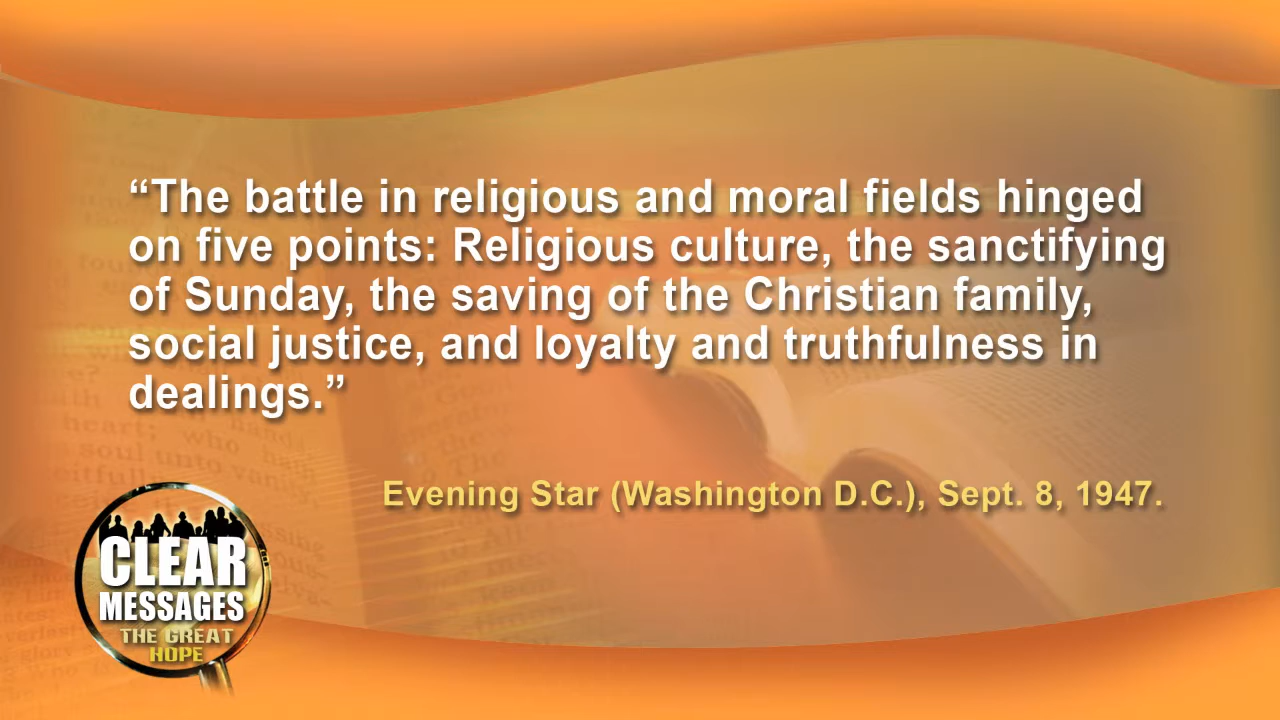 “The battle in religious and moral fields hinged
on five points: Religious culture, the sanctifying
of Sunday, the saving of the Christian family,
social justice, and loyalty and truthfulness in
dealings.”
Evening Star (Washington D.C.), Sept. 8, 1947.
CLEAR
MESSAGES
THE GREAT
HOPE